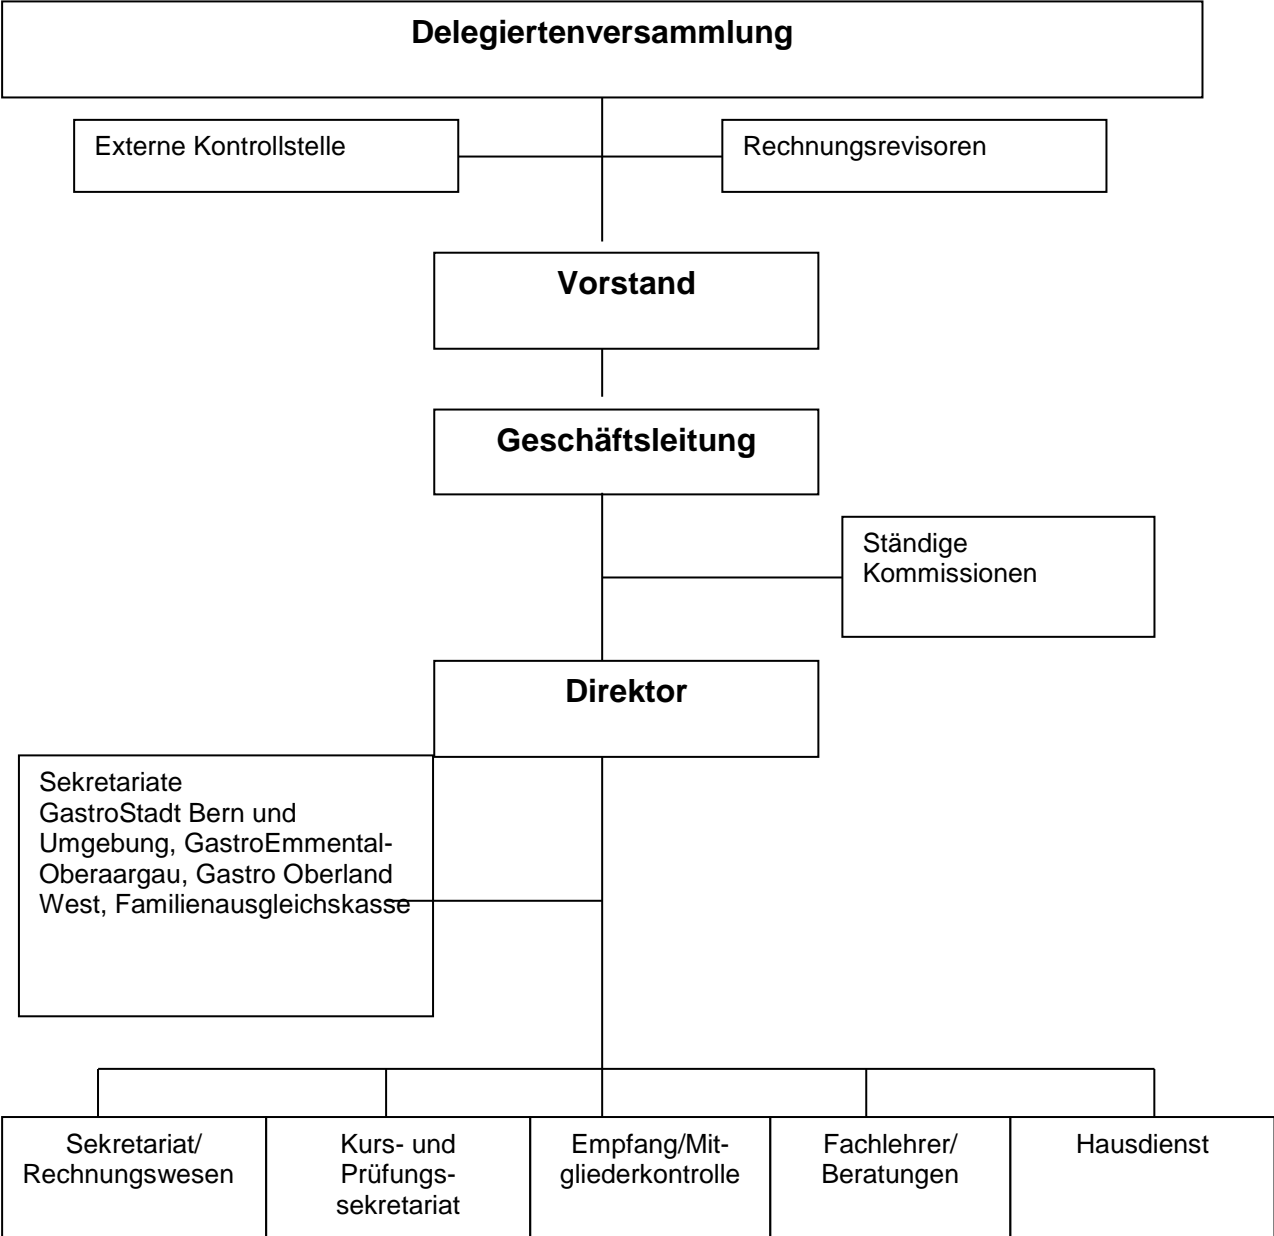 Delegiertenversammlung
Externe Kontrollstelle
Rechnungsrevisoren
Vorstand
Geschäftsleitung
Ständige
Kommissionen
Direktor
Sekretariate
GastroStadt Bern und
Umgebung, GastroEmmental-
Oberaargau, Gastro Oberland
West, Familienausgleichskasse
Sekretariat/
Rechnungswesen
Kurs- und
Prüfungs-
sekretariat
Empfang/Mit-
gliederkontrolle
Fachlehrer/
Beratungen
Hausdienst